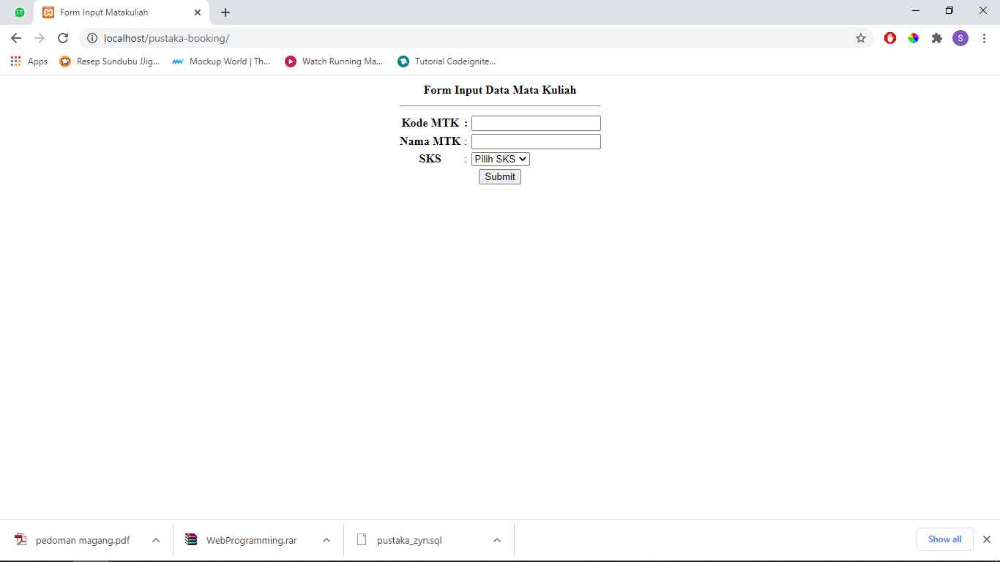 17
Form Input Matakuliah
localhost/pustaka-booking/
S
Apps
Resep Sundubu JJig...
Mockup World | Th...
Watch Running Ma...
Tutorial Codeignite...
Form Input Data Mata Kuliah
Kode MTK :
Nama MTK :
SKS : Pilih SKS
Submit
pedoman magang.pdf
WebProgramming.rar
pustaka_zyn.sql
Show all